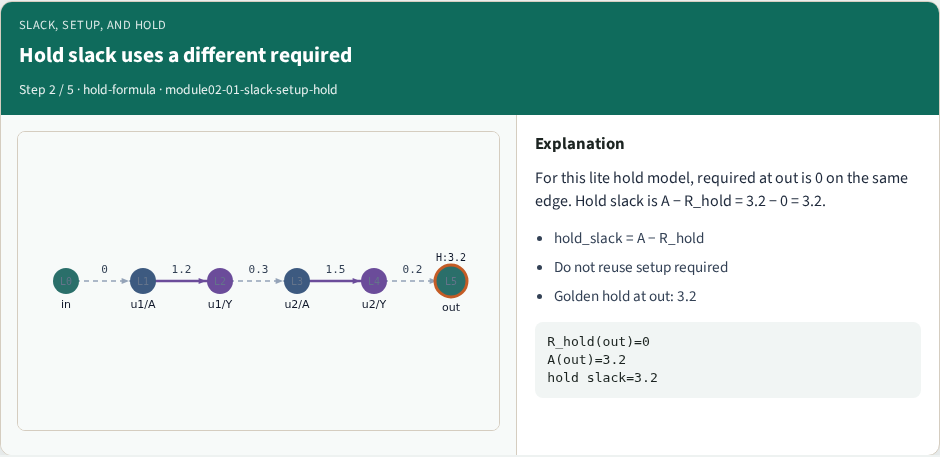 SLACK, SETUP, AND HOLD
Hold slack uses a different required
Step 2 / 5 · hold-formula · module02-01-slack-setup-hold
H:3.2
0 1.2 0.3 1.5 0.2
L0 L1 L2 L3 L4 L5
in u1/A u1/Y u2/A u2/Y out
Explanation
For this lite hold model, required at out is 0 on the same
edge. Hold slack is A − R_hold = 3.2 − 0 = 3.2.
• hold_slack = A − R_hold
• Do not reuse setup required
• Golden hold at out: 3.2
R_hold(out)=0
A(out)=3.2
hold slack=3.2